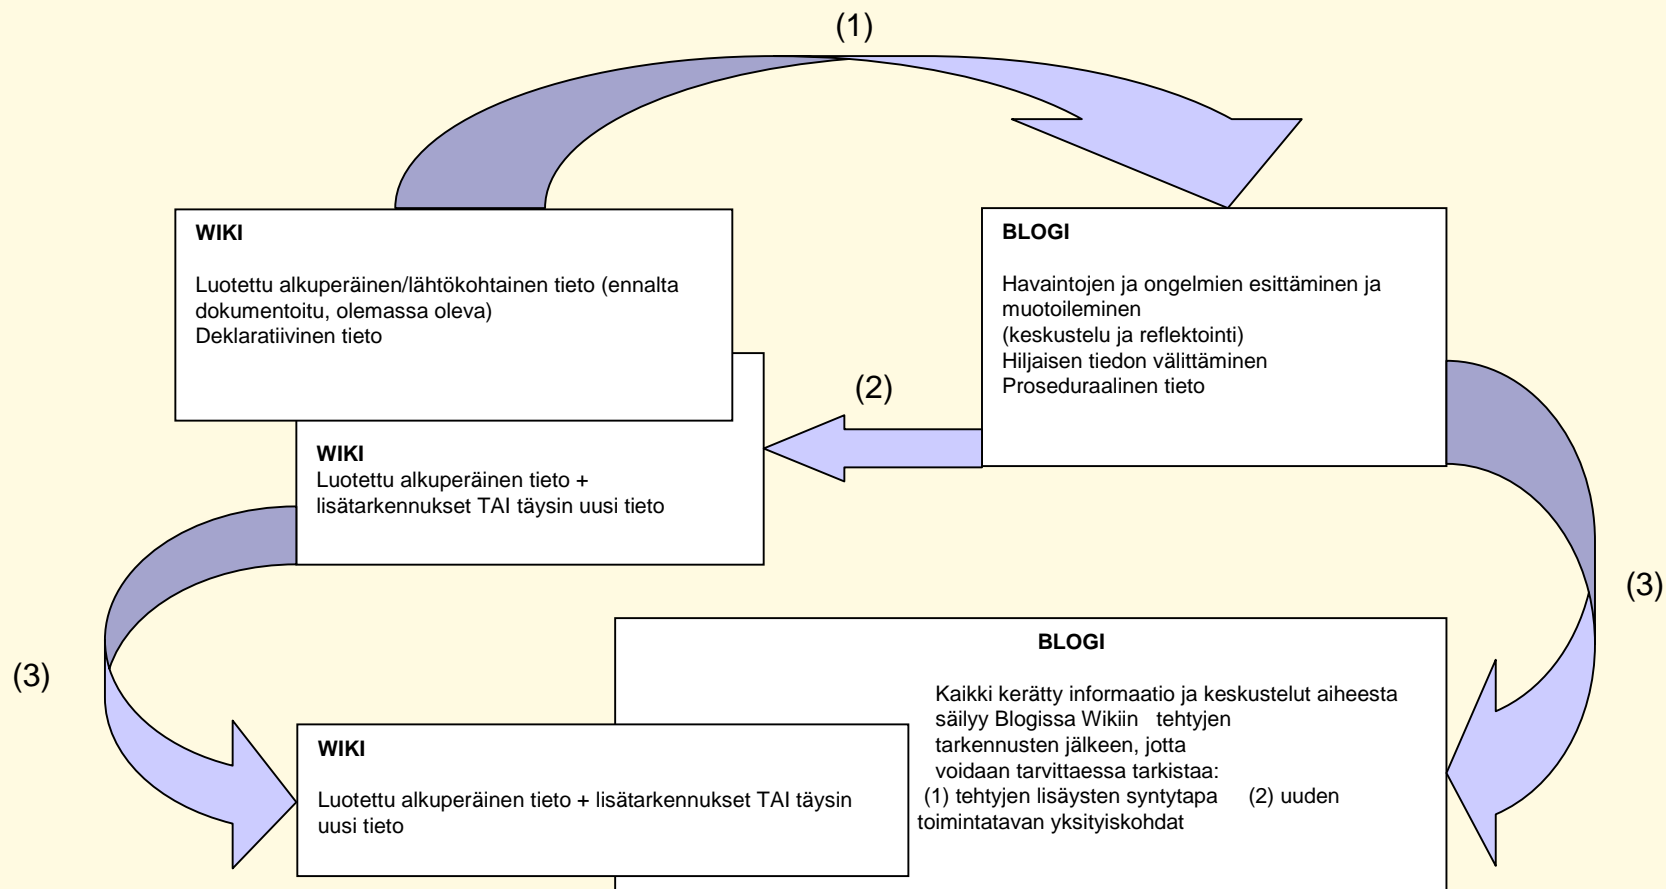 (1)
WIKI
Luotettu alkuperäinen/lähtökohtainen tieto (ennalta
dokumentoitu, olemassa oleva)
Deklaratiivinen tieto
BLOGI
Havaintojen ja ongelmien esittäminen ja
muotoileminen
(keskustelu ja reflektointi)
Hiljaisen tiedon välittäminen
Proseduraalinen tieto
(2)
WIKI
Luotettu alkuperäinen tieto +
lisätarkennukset TAI täysin uusi tieto
(3)
(3)
BLOGI
Kaikki kerätty informaatio ja keskustelut aiheesta
säilyy Blogissa Wikiin tehtyjen
tarkennusten jälkeen, jotta
voidaan tarvittaessa tarkistaa:
(1) tehtyjen lisäysten syntytapa (2) uuden
toimintatavan yksityiskohdat
WIKI
Luotettu alkuperäinen tieto + lisätarkennukset TAI täysin
uusi tieto